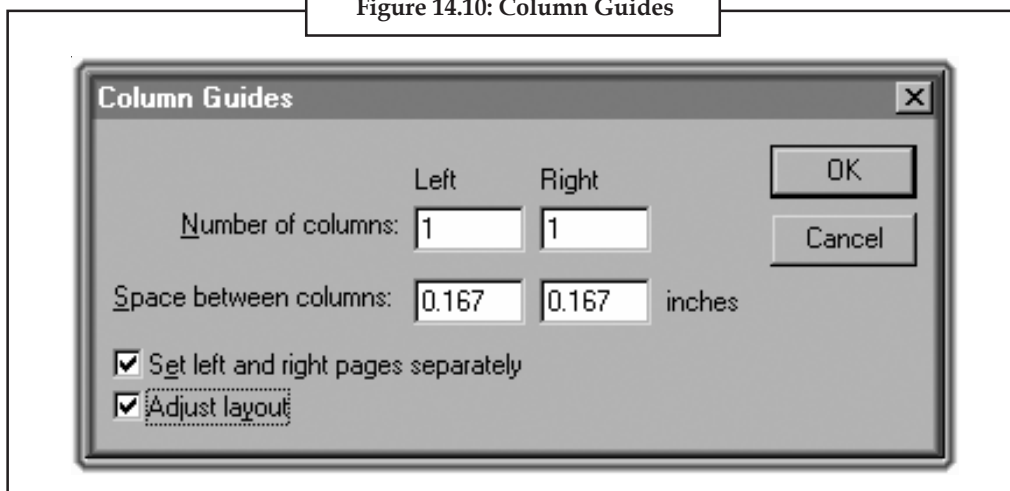 Figure 14.10: Column Guides
Column Guides
Left Right
Number of columns: 1 1
Space between columns: 0.167 0.167 inches
Set left and right pages separately
Adjust layout
OK
Cancel